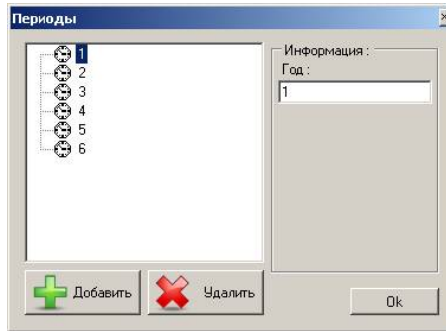 Периоды
1
2
3
4
5
6
Информация :
Год :
1
Добавить
Удалить
Ok